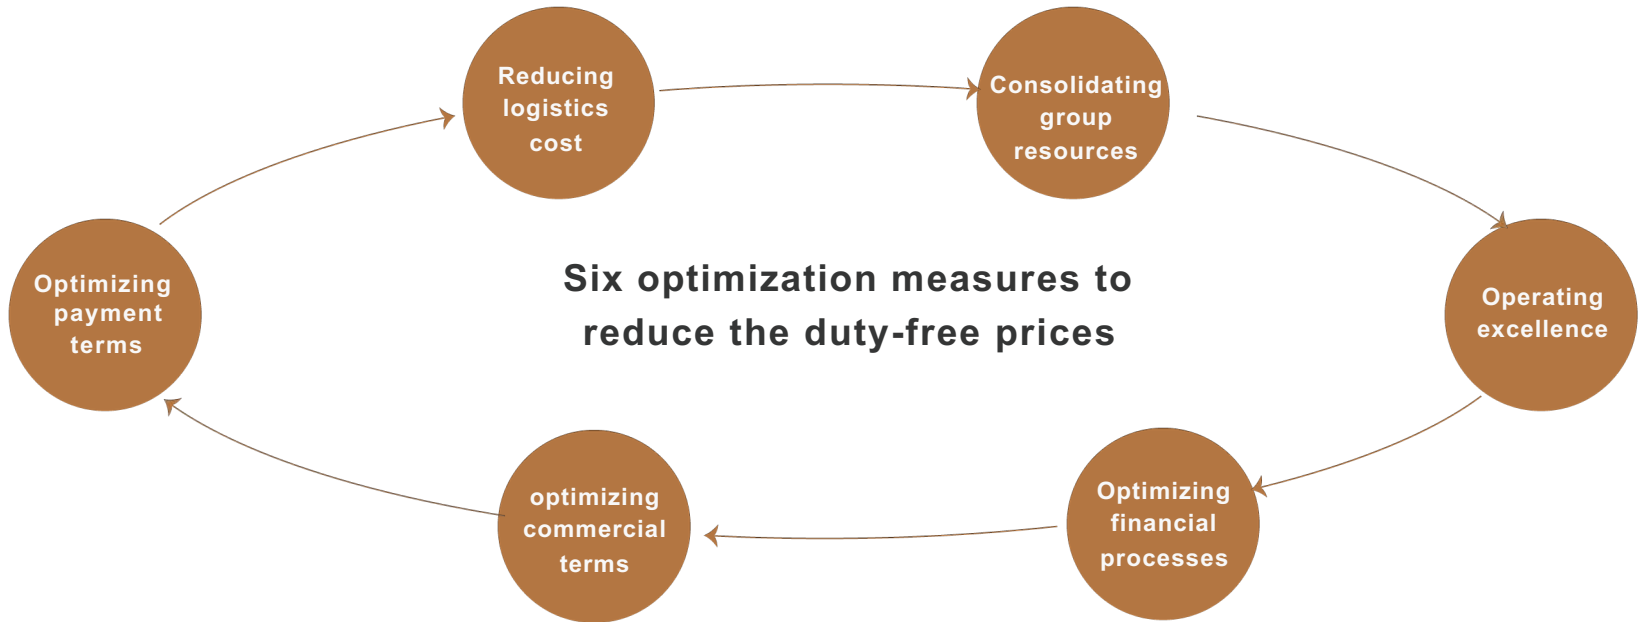 Reducing
logistics
cost
Consolidating
group
resources
Optimizing
payment
terms
Six optimization measures to
reduce the duty-free prices
Operating
excellence
optimizing
commercial
terms
Optimizing
financial
processes